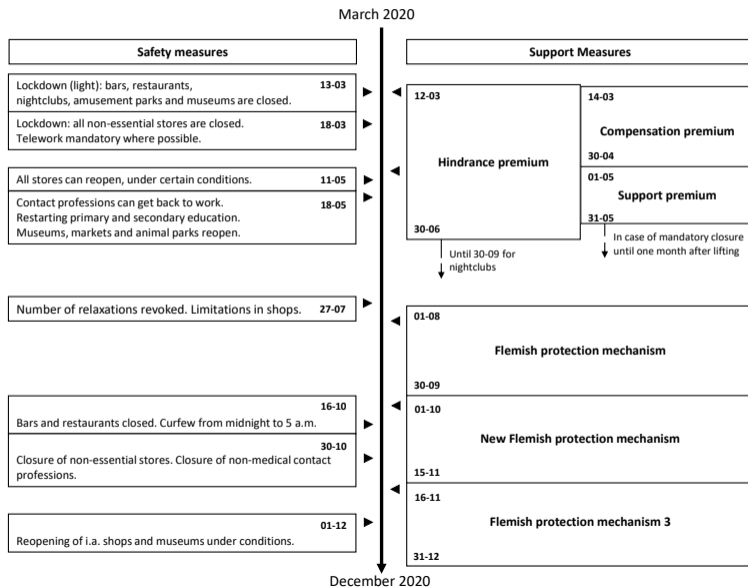 March 2020
Safety measures
Lockdown (light): bars, restaurants,
nightclubs, amusement parks and museums are closed.
13-03
Lockdown: all non-essential stores are closed.
Telework mandatory where possible.
18-03
All stores can reopen, under certain conditions.
11-05
Contact professions can get back to work.
Restarting primary and secondary education.
Museums, markets and animal parks reopen.
18-05
Number of relaxations revoked. Limitations in shops.
27-07
16-10
Bars and restaurants closed. Curfew from midnight to 5 a.m.
30-10
Closure of non-essential stores. Closure of non-medical contact
professions.
01-12
Reopening of i.a. shops and museums under conditions.
Support Measures
12-03
Hindrance premium
30-06
Until 30-09 for
nightclubs
14-03
Compensation premium
30-04
01-05
Support premium
31-05
In case of mandatory closure
until one month after lifting
01-08
Flemish protection mechanism
30-09
01-10
New Flemish protection mechanism
15-11
16-11
Flemish protection mechanism 3
31-12
December 2020